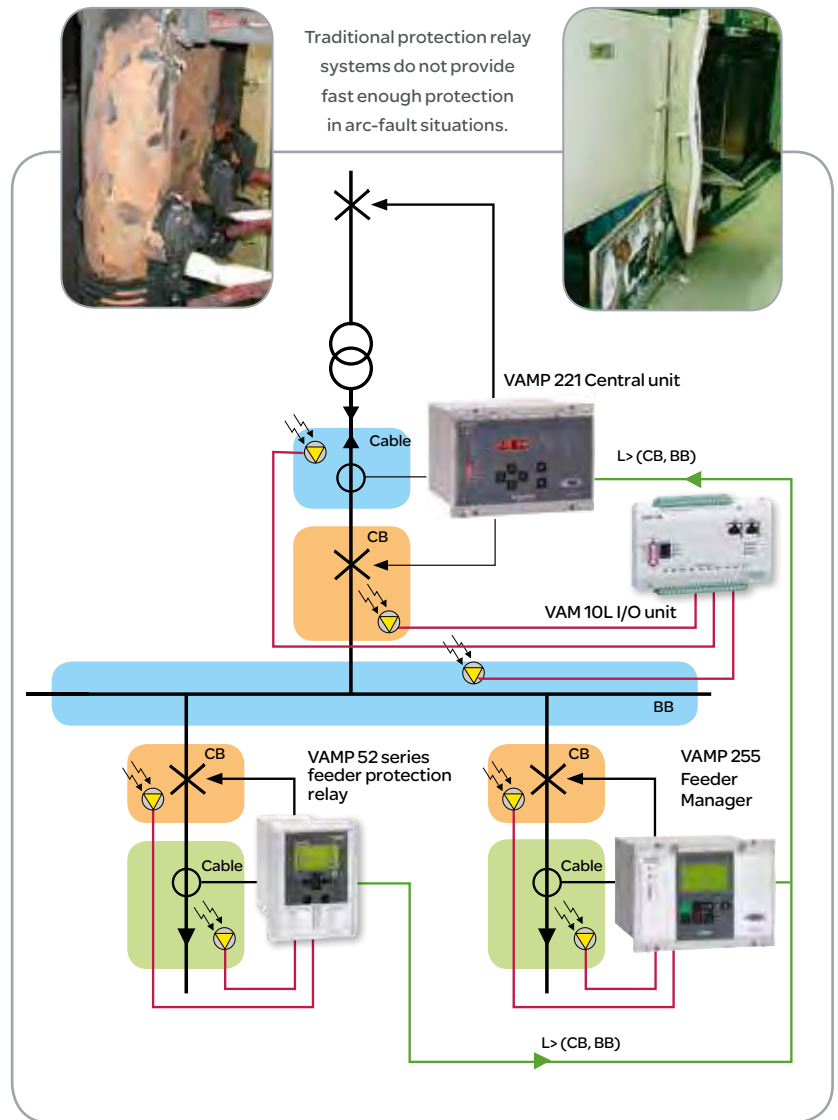 Traditional protection relay
systems do not provide
fast enough protection
in arc-fault situations.
VAMP 221 Central unit
Cable
L> (CB, BB)
CB
VAM 10L I/O unit
BB
CB
VAMP 52 series
feeder protection
relay
CB
VAMP 255
Feeder
Manager
Cable
Cable
L> (CB, BB)